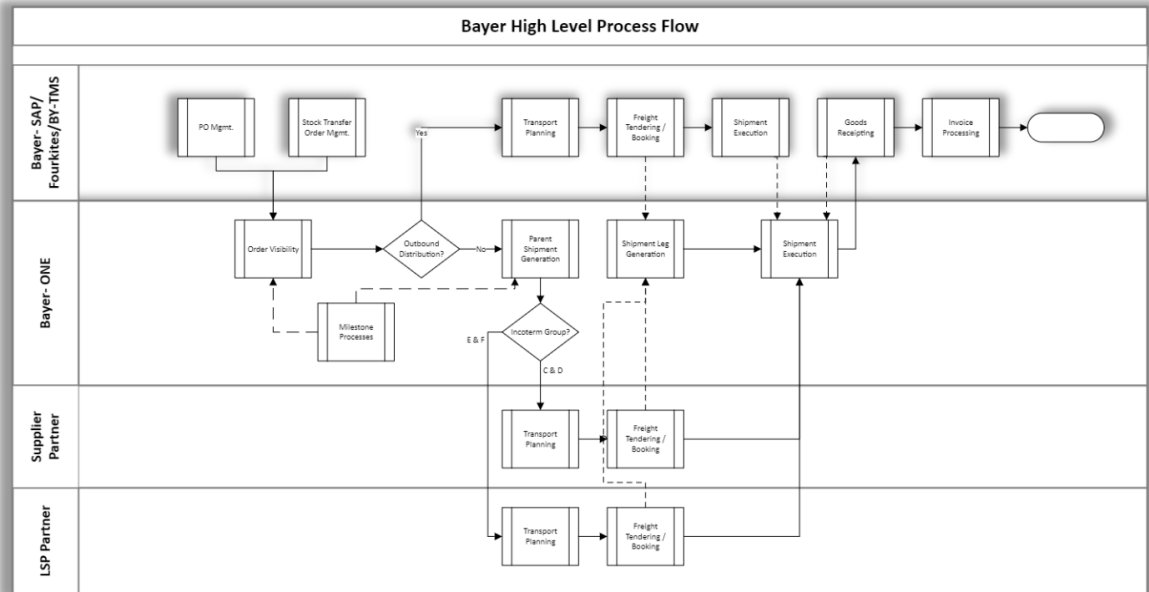 Bayer High Level Process Flow
Bayer- SAP/
Fourkites/BY-TMS
PO Mgmt.
Stock Transfer
Order Mgmt.
Yes
Transport
Planning
Freight
Tendering /
Booking
Shipment
Execution
Goods
Receipting
Invoice
Processing
Bayer- ONE
Order Visibility
Outbound
Distribution?
No
Parent
Shipment
Generation
Shipment Leg
Generation
Shipment
Execution
Milestone
Processes
Incoterm Group?
E & F
C & D
Supplier
Partner
Transport
Planning
Freight
Tendering /
Booking
LSP Partner
Transport
Planning
Freight
Tendering /
Booking